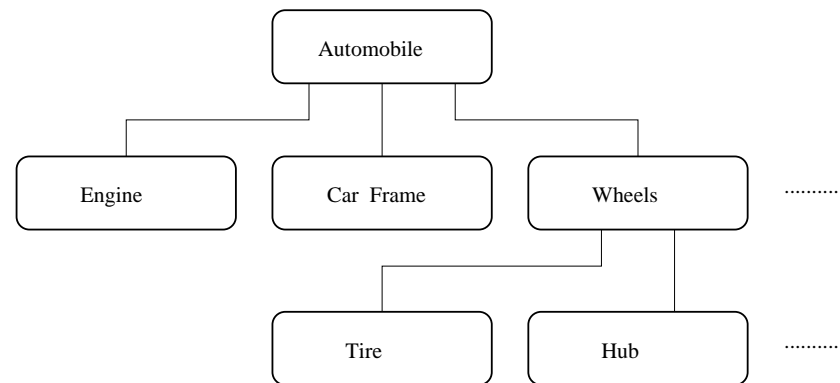 Automobile
Engine
Car Frame
Wheels
..........
Tire
Hub
..........